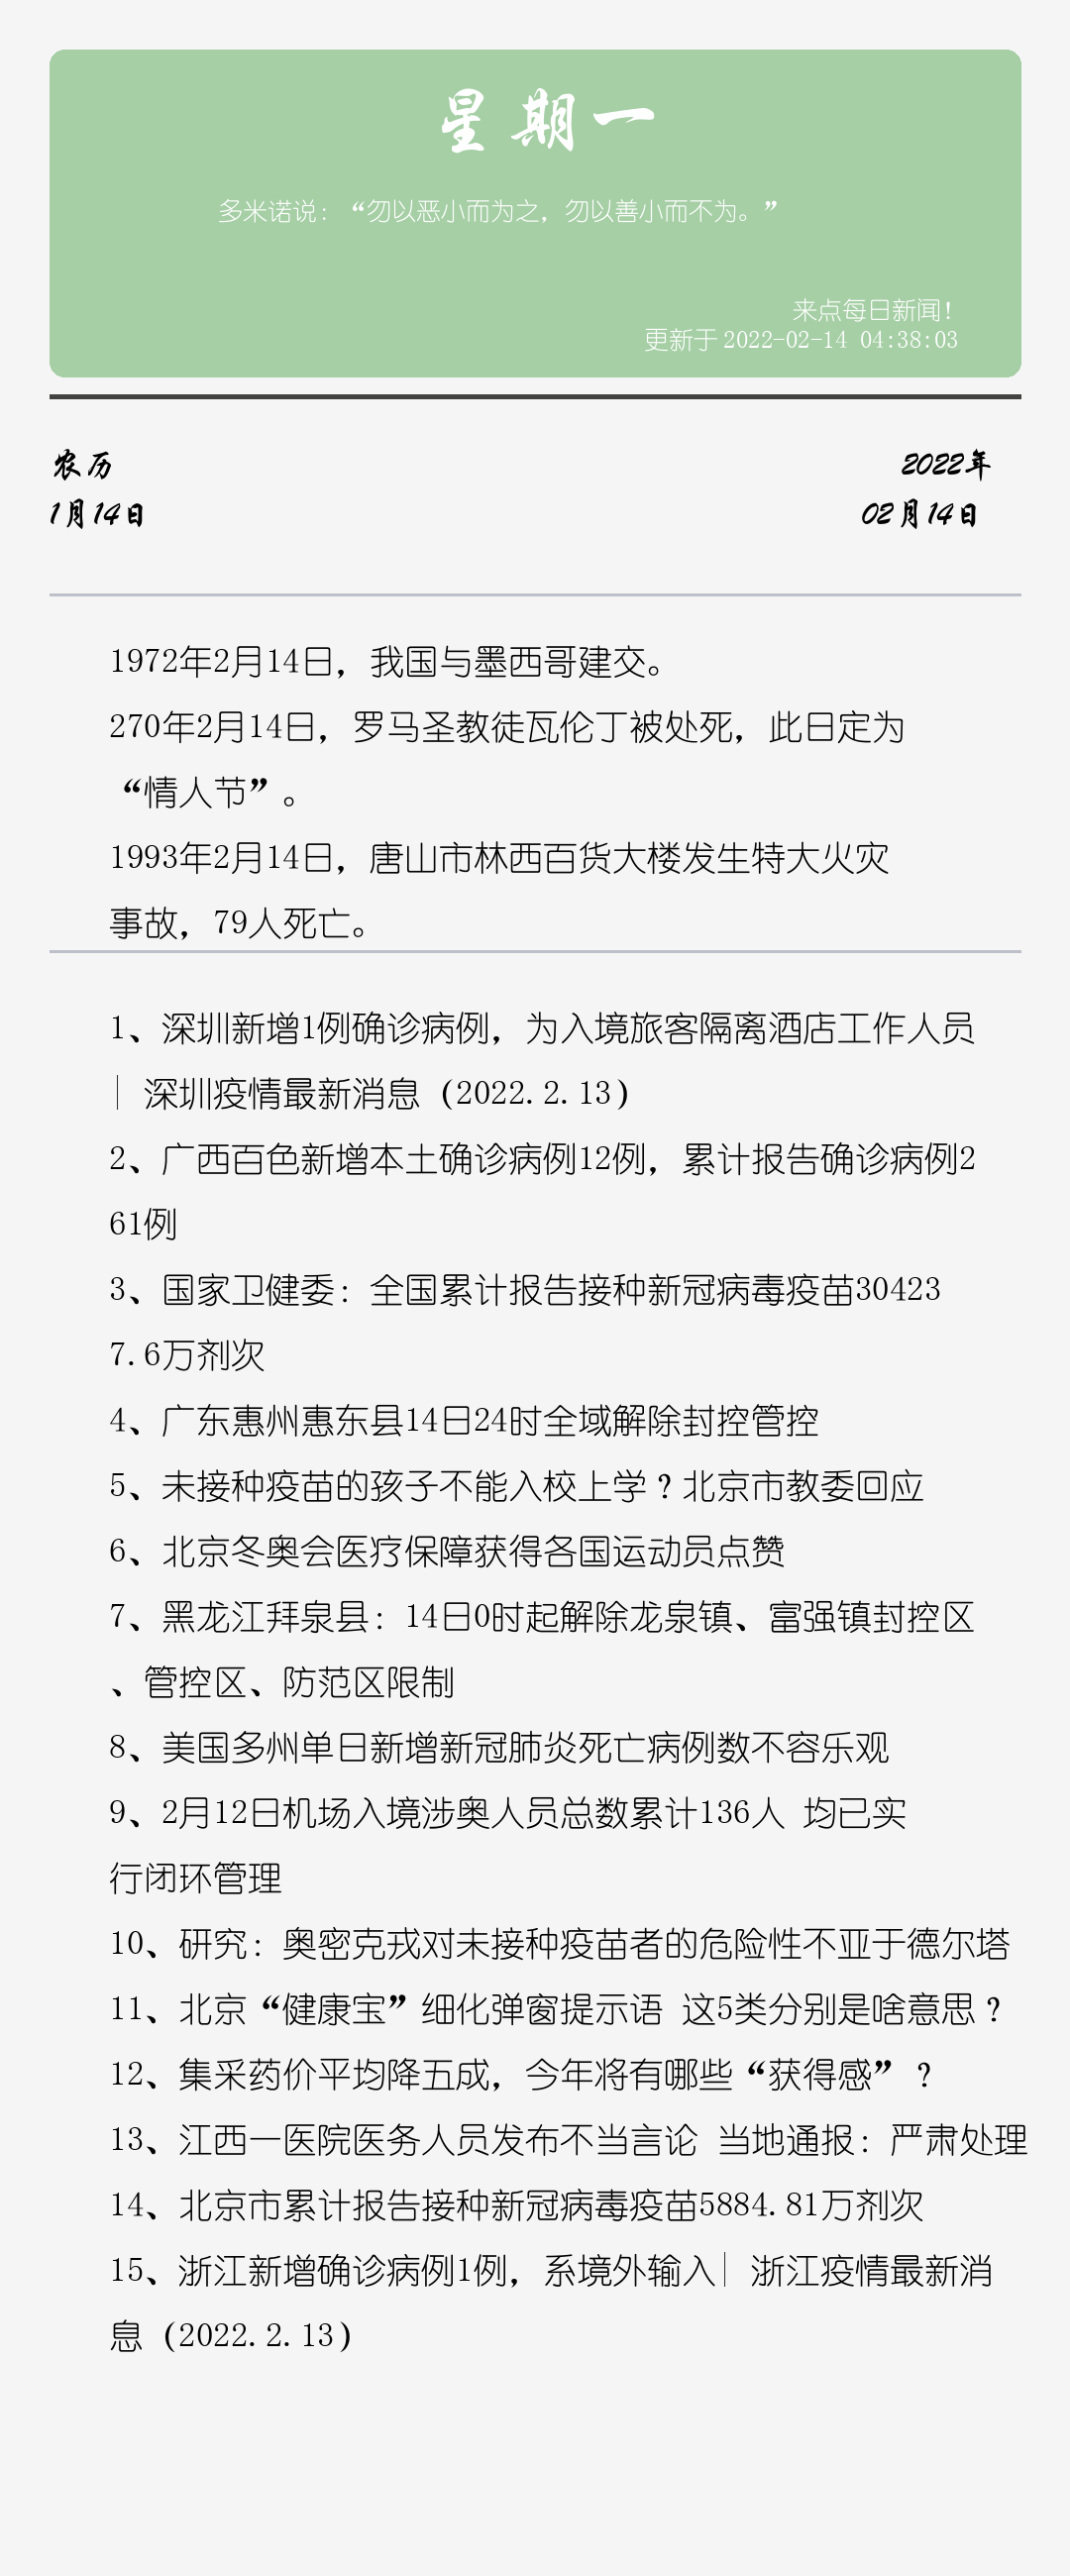 星期一
多米诺说：“勿以恶小而为之，勿以善小而不为。”
来点每日新闻！
更新于 2022-02-14 04:38:03
农历
2022年
1月14日
02月14日
1972年2月14日，我国与墨西哥建交。
270年2月14日，罗马圣教徒瓦伦丁被处死，此日定为
“情人节”。
1993年2月14日，唐山市林西百货大楼发生特大火灾
事故，79人死亡。
1、深圳新增1例确诊病例，为入境旅客隔离酒店工作人员
| 深圳疫情最新消息（2022.2.13）
2、广西百色新增本土确诊病例12例，累计报告确诊病例2
61例
3、国家卫健委：全国累计报告接种新冠病毒疫苗30423
7.6万剂次
4、广东惠州惠东县14日24时全域解除封控管控
5、未接种疫苗的孩子不能入校上学？北京市教委回应
6、北京冬奥会医疗保障获得各国运动员点赞
7、黑龙江拜泉县：14日0时起解除龙泉镇、富强镇封控区
、管控区、防范区限制
8、美国多州单日新增新冠肺炎死亡病例数不容乐观
9、2月12日机场入境涉奥人员总数累计136人 均已实
行闭环管理
10、研究：奥密克戎对未接种疫苗者的危险性不亚于德尔塔
11、北京“健康宝”细化弹窗提示语 这5类分别是啥意思？
12、集采药价平均降五成，今年将有哪些“获得感”？
13、江西一医院医务人员发布不当言论 当地通报：严肃处理
14、北京市累计报告接种新冠病毒疫苗5884.81万剂次
15、浙江新增确诊病例1例，系境外输入| 浙江疫情最新消
息（2022.2.13）